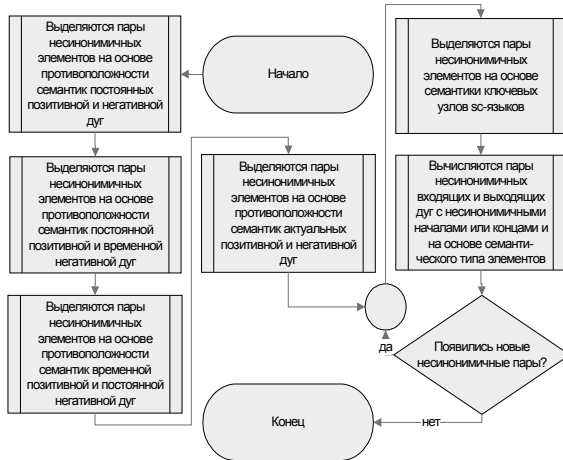 Начало
Выделяются пары
несинонимичных
элементов на основе
противоположности
семантик постоянных
позитивной и негативной
дуг
Выделяются пары
несинонимичных
элементов на основе
противоположности
семантик постоянной
позитивной и временной
негативной дуг
Выделяются пары
несинонимичных
элементов на основе
противоположности
семантик временной
позитивной и постоянной
негативной дуг
Выделяются пары
несинонимичных
элементов на основе
противоположности
семантик актуальных
позитивной и негативной
дуг
Выделяются пары
несинонимичных
элементов на основе
семантики ключевых
узлов sc-языков
Вычисляются пары
несинонимичных
входящих и выходящих
дуг с несинонимичными
началами или концами и
на основе семанти-
ческого типа элементов
Появились новые
несинонимичные пары?
да
нет
Конец